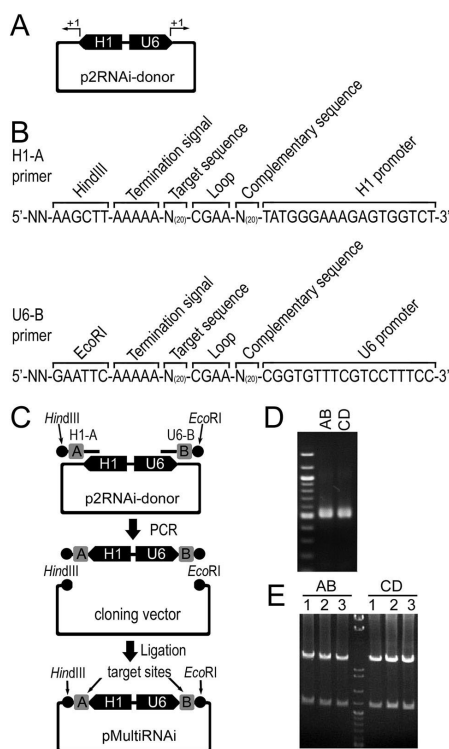 A
+1
+1
H1
U6
p2RNAi-donor
B
H1-A
primer
HindIII
Termination signal
Target sequence
Loop
Complementary sequence
H1 promoter
5'-NN-AAGCTT-AAAAA-N(20)-CGAA-N(20)-TATGGGAAAGAGTGGTCT-3'
U6-B
primer
EcoRI
Termination signal
Target sequence
Loop
Complementary sequence
U6 promoter
5'-NN-GAATTC-AAAAA-N(20)-CGAA-N(20)-CGGTGTTTCGTCCTTTCC-3'
C
HindIII
EcoRI
H1-A
U6-B
A
B
H1
U6
p2RNAi-donor
PCR
A
H1
U6
B
HindIII
EcoRI
cloning vector
Ligation
HindIII
target sites
EcoRI
A
H1
U6
B
pMultiRNAi
D
AB
CD
E
AB
CD
1 2 3
1 2 3